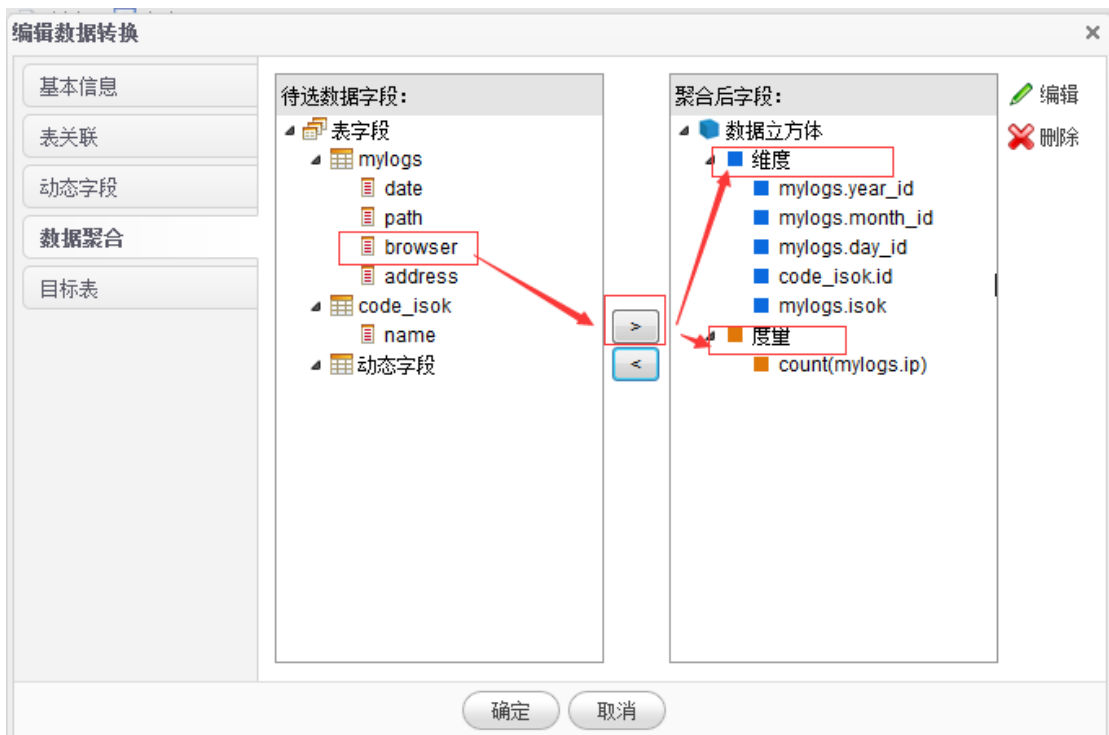 编辑数据转换
基本信息
表关联
动态字段
数据聚合
目标表
待选数据字段：
表字段
mylogs
date
path
browser
address
code_isok
name
动态字段
>
<
聚合后字段：
数据立方体
维度
mylogs.year_id
mylogs.month_id
mylogs.day_id
code_isok.id
mylogs.isok
度量
count(mylogs.ip)
编辑
删除
确定
取消